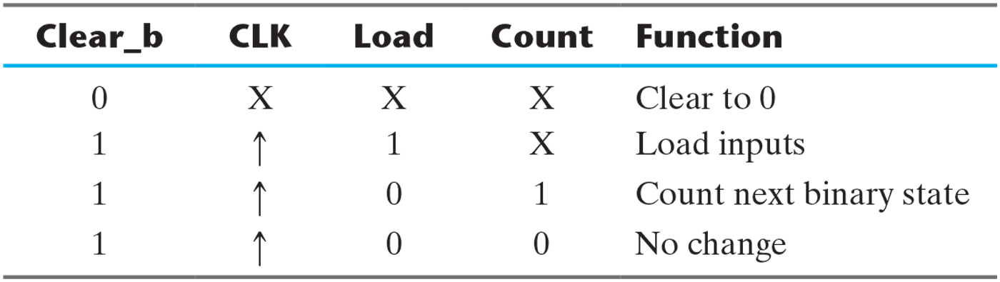 Clear_b CLK Load Count Function
0 X X X Clear to 0
1 ↑ 1 X Load inputs
1 ↑ 0 1 Count next binary state
1 ↑ 0 0 No change